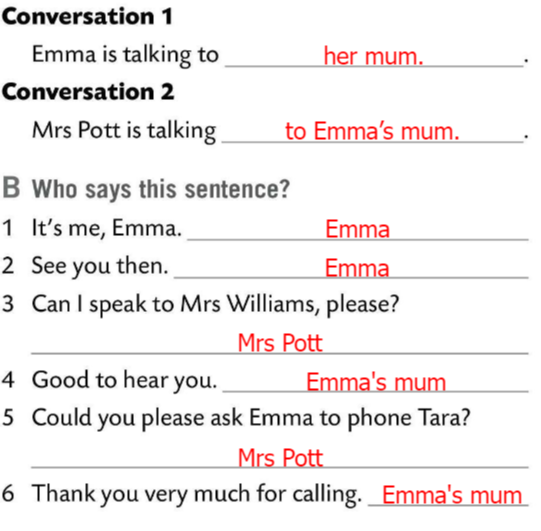 Conversation 1
Emma is talking to her mum. .
Conversation 2
Mrs Pott is talking to Emma's mum. .
B Who says this sentence?
1 It's me, Emma. Emma
2 See you then. Emma
3 Can I speak to Mrs Williams, please?
Mrs Pott
4 Good to hear you. Emma's mum
5 Could you please ask Emma to phone Tara?
Mrs Pott
6 Thank you very much for calling. Emma's mum